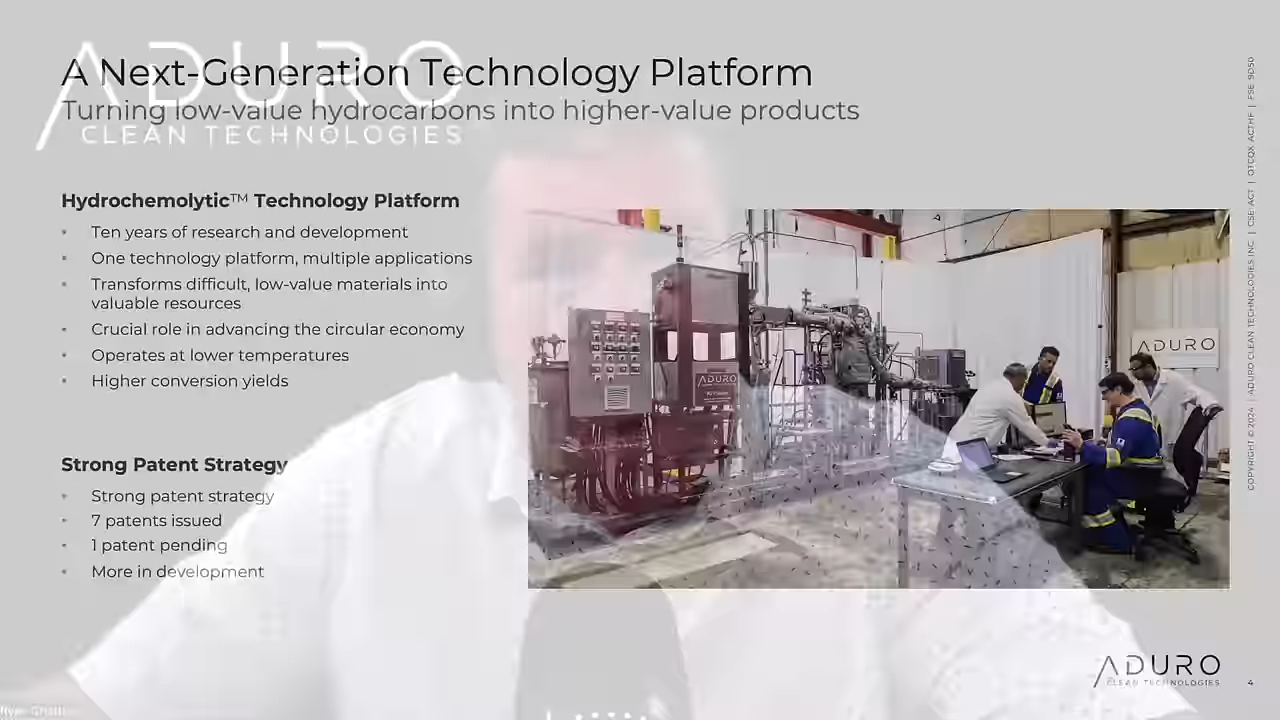 ADURO
CLEAN TECHNOLOGIES
A Next-Generation Technology Platform
Turning low-value hydrocarbons into higher-value products
Hydrochemolytic™ Technology Platform
• Ten years of research and development
• One technology platform, multiple applications
• Transforms difficult, low-value materials into
valuable resources
• Crucial role in advancing the circular economy
• Operates at lower temperatures
• Higher conversion yields
Strong Patent Strategy
• Strong patent strategy
• 7 patents issued
• 1 patent pending
• More in development
ADURO
ADURO
COPYRIGHT © 2024 | ADURO CLEAN TECHNOLOGIES INC. | CSE: ACT | OTCQX: ACTHF | FSE: 9D50
ADURO
CLEAN TECHNOLOGIES
4